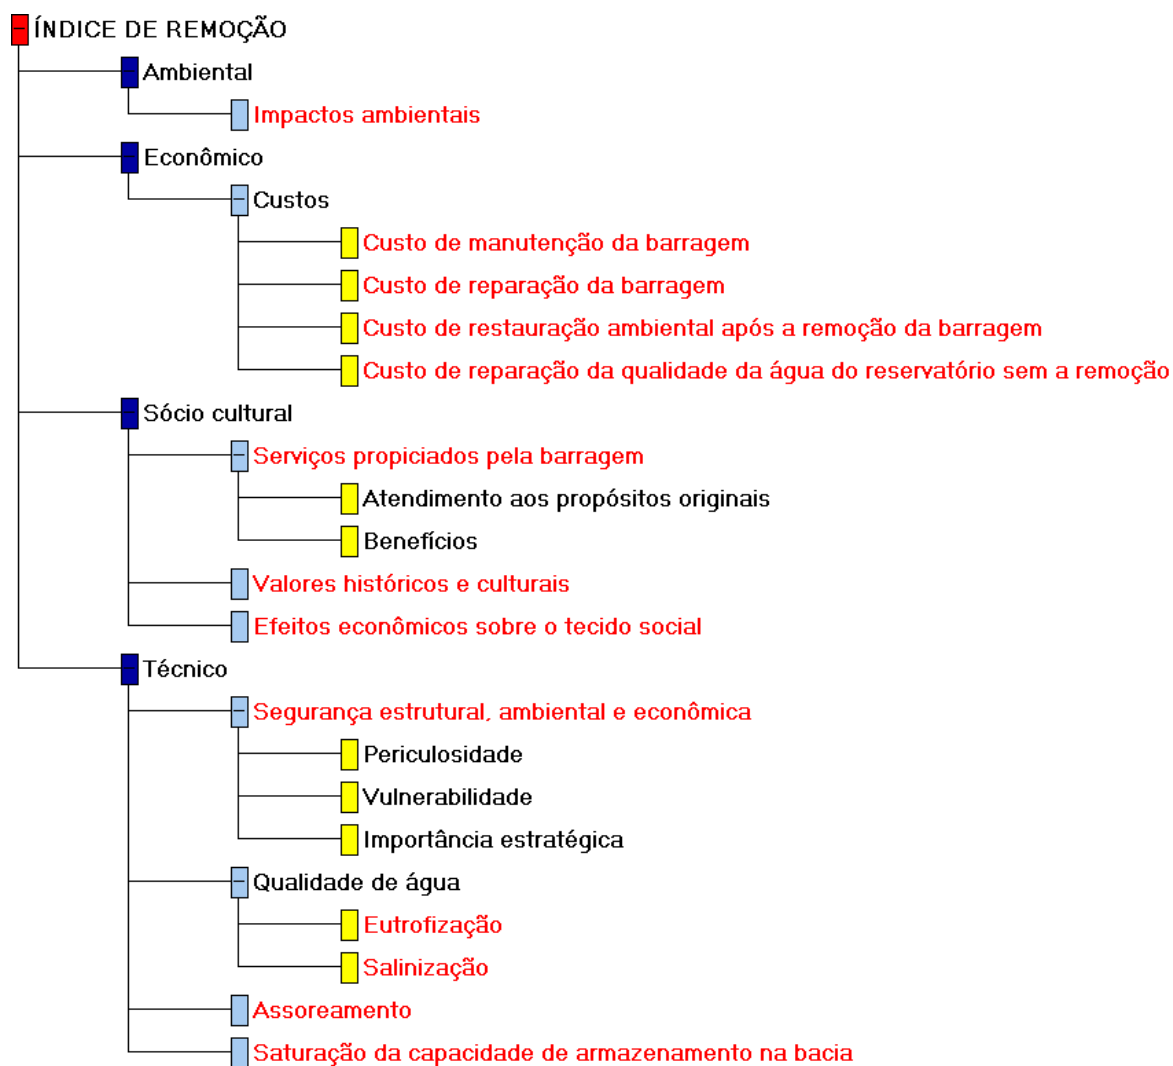 ÍNDICE DE REMOÇÃO
Ambiental
Impactos ambientais
Econômico
Custos
Custo de manutenção da barragem
Custo de reparação da barragem
Custo de restauração ambiental após a remoção da barragem
Custo de reparação da qualidade da água do reservatório sem a remoção
Sócio cultural
Serviços propiciados pela barragem
Atendimento aos propósitos originais
Benefícios
Valores históricos e culturais
Efeitos econômicos sobre o tecido social
Técnico
Segurança estrutural, ambiental e econômica
Periculosidade
Vulnerabilidade
Importância estratégica
Qualidade de água
Eutrofização
Salinização
Assoreamento
Saturação da capacidade de armazenamento na bacia